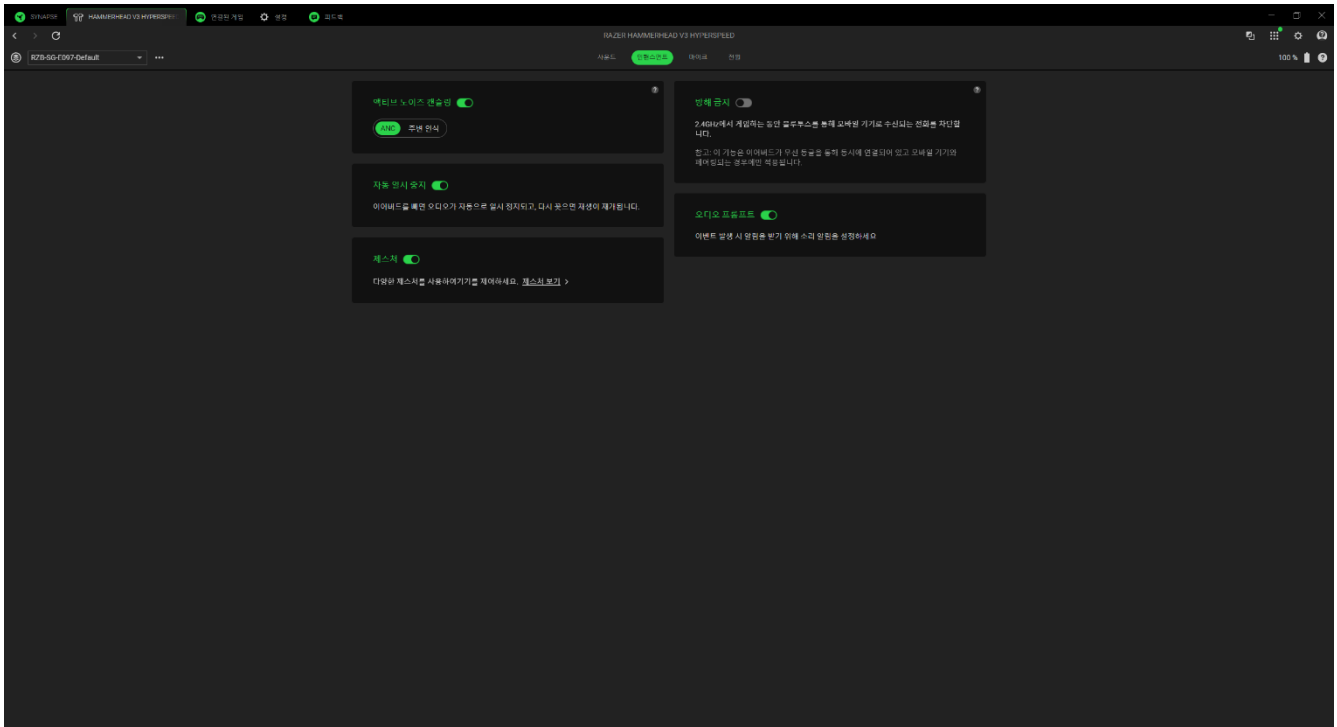 SYNAPSE
HAMMERHEAD V3 HYPERSPE
연결된 게임
설정
피드백
RAZER HAMMERHEAD V3 HYPERSPEED
RZB-SG-E097-Default
사운드
인핸스먼트
마이크
전원
100 %
액티브 노이즈 캔슬링
ANC
주변 인식
자동 일시 중지
이어버드를 빼면 오디오가 자동으로 일시 정지되고, 다시 꽂으면 재생이 재개됩니다.
제스처
다양한 제스처를 사용하여기기를 제어하세요. 제스처 보기 >
방해 금지
2.4GHz에서 게임하는 동안 블루투스를 통해 모바일 기기로 수신되는 전화를 차단합
니다.
참고: 이 기능은 이어버드가 무선 동글을 통해 동시에 연결되어 있고 모바일 기기와
페어링되는 경우에만 적용됩니다.
오디오 프롬프트
이벤트 발생 시 알림을 받기 위해 소리 알림을 설정하세요